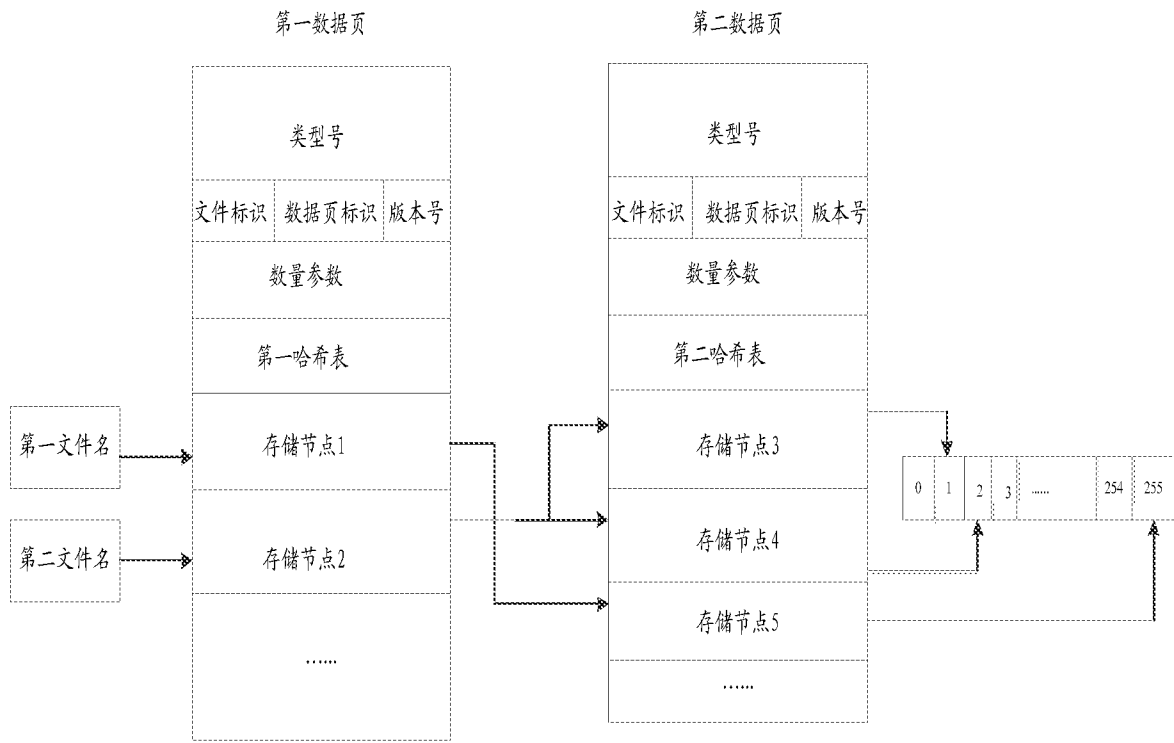 第一数据页
第二数据页
类型号
文件标识 数据页标识 版本号
数量参数
第一哈希表
存储节点1
存储节点2
……
第一文件名
第二文件名
类型号
文件标识 数据页标识 版本号
数量参数
第二哈希表
存储节点3
存储节点4
存储节点5
……
0 1 2 3 …… 254 255